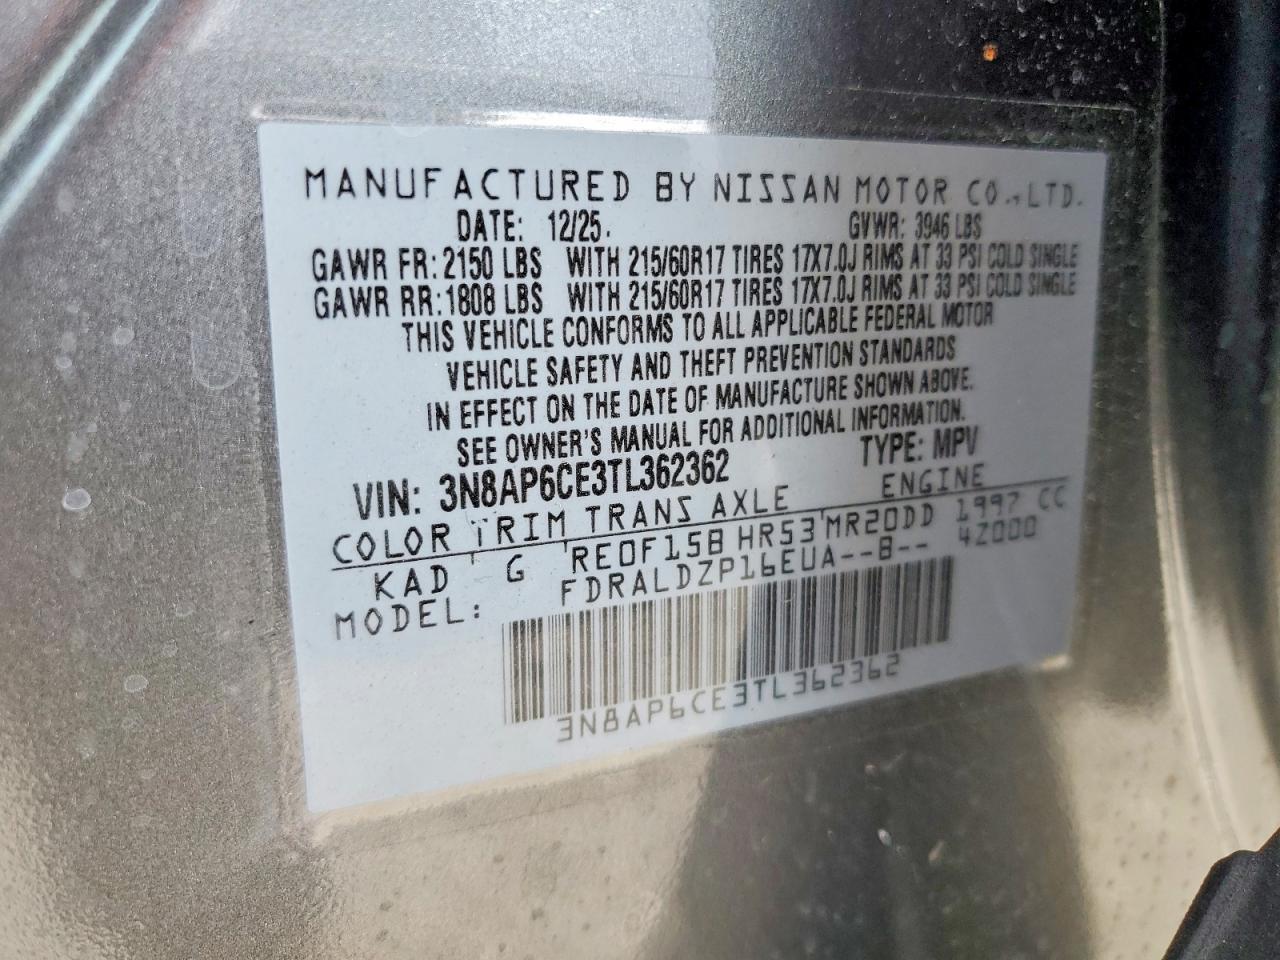 MANUFACTURED BY NISSAN MOTOR CO., LTD.
DATE: 12/25. GVWR: 3946 LBS
GAWR FR: 2150 LBS WITH 215/60R17 TIRES 17X7.0J RIMS AT 33 PSI COLD SINGLE
GAWR RR: 1808 LBS WITH 215/60R17 TIRES 17X7.0J RIMS AT 33 PSI COLD SINGLE
THIS VEHICLE CONFORMS TO ALL APPLICABLE FEDERAL MOTOR
VEHICLE SAFETY AND THEFT PREVENTION STANDARDS
IN EFFECT ON THE DATE OF MANUFACTURE SHOWN ABOVE.
SEE OWNER'S MANUAL FOR ADDITIONAL INFORMATION.
VIN: 3N8AP6CE3TL362362 TYPE: MPV
COLOR TRIM TRANS AXLE ENGINE
KAD G RE0F15B HR53 MR20DD 1997 CC
MODEL: FDRALDZP16EUA--B-- 4Z000
3N8AP6CE3TL362362